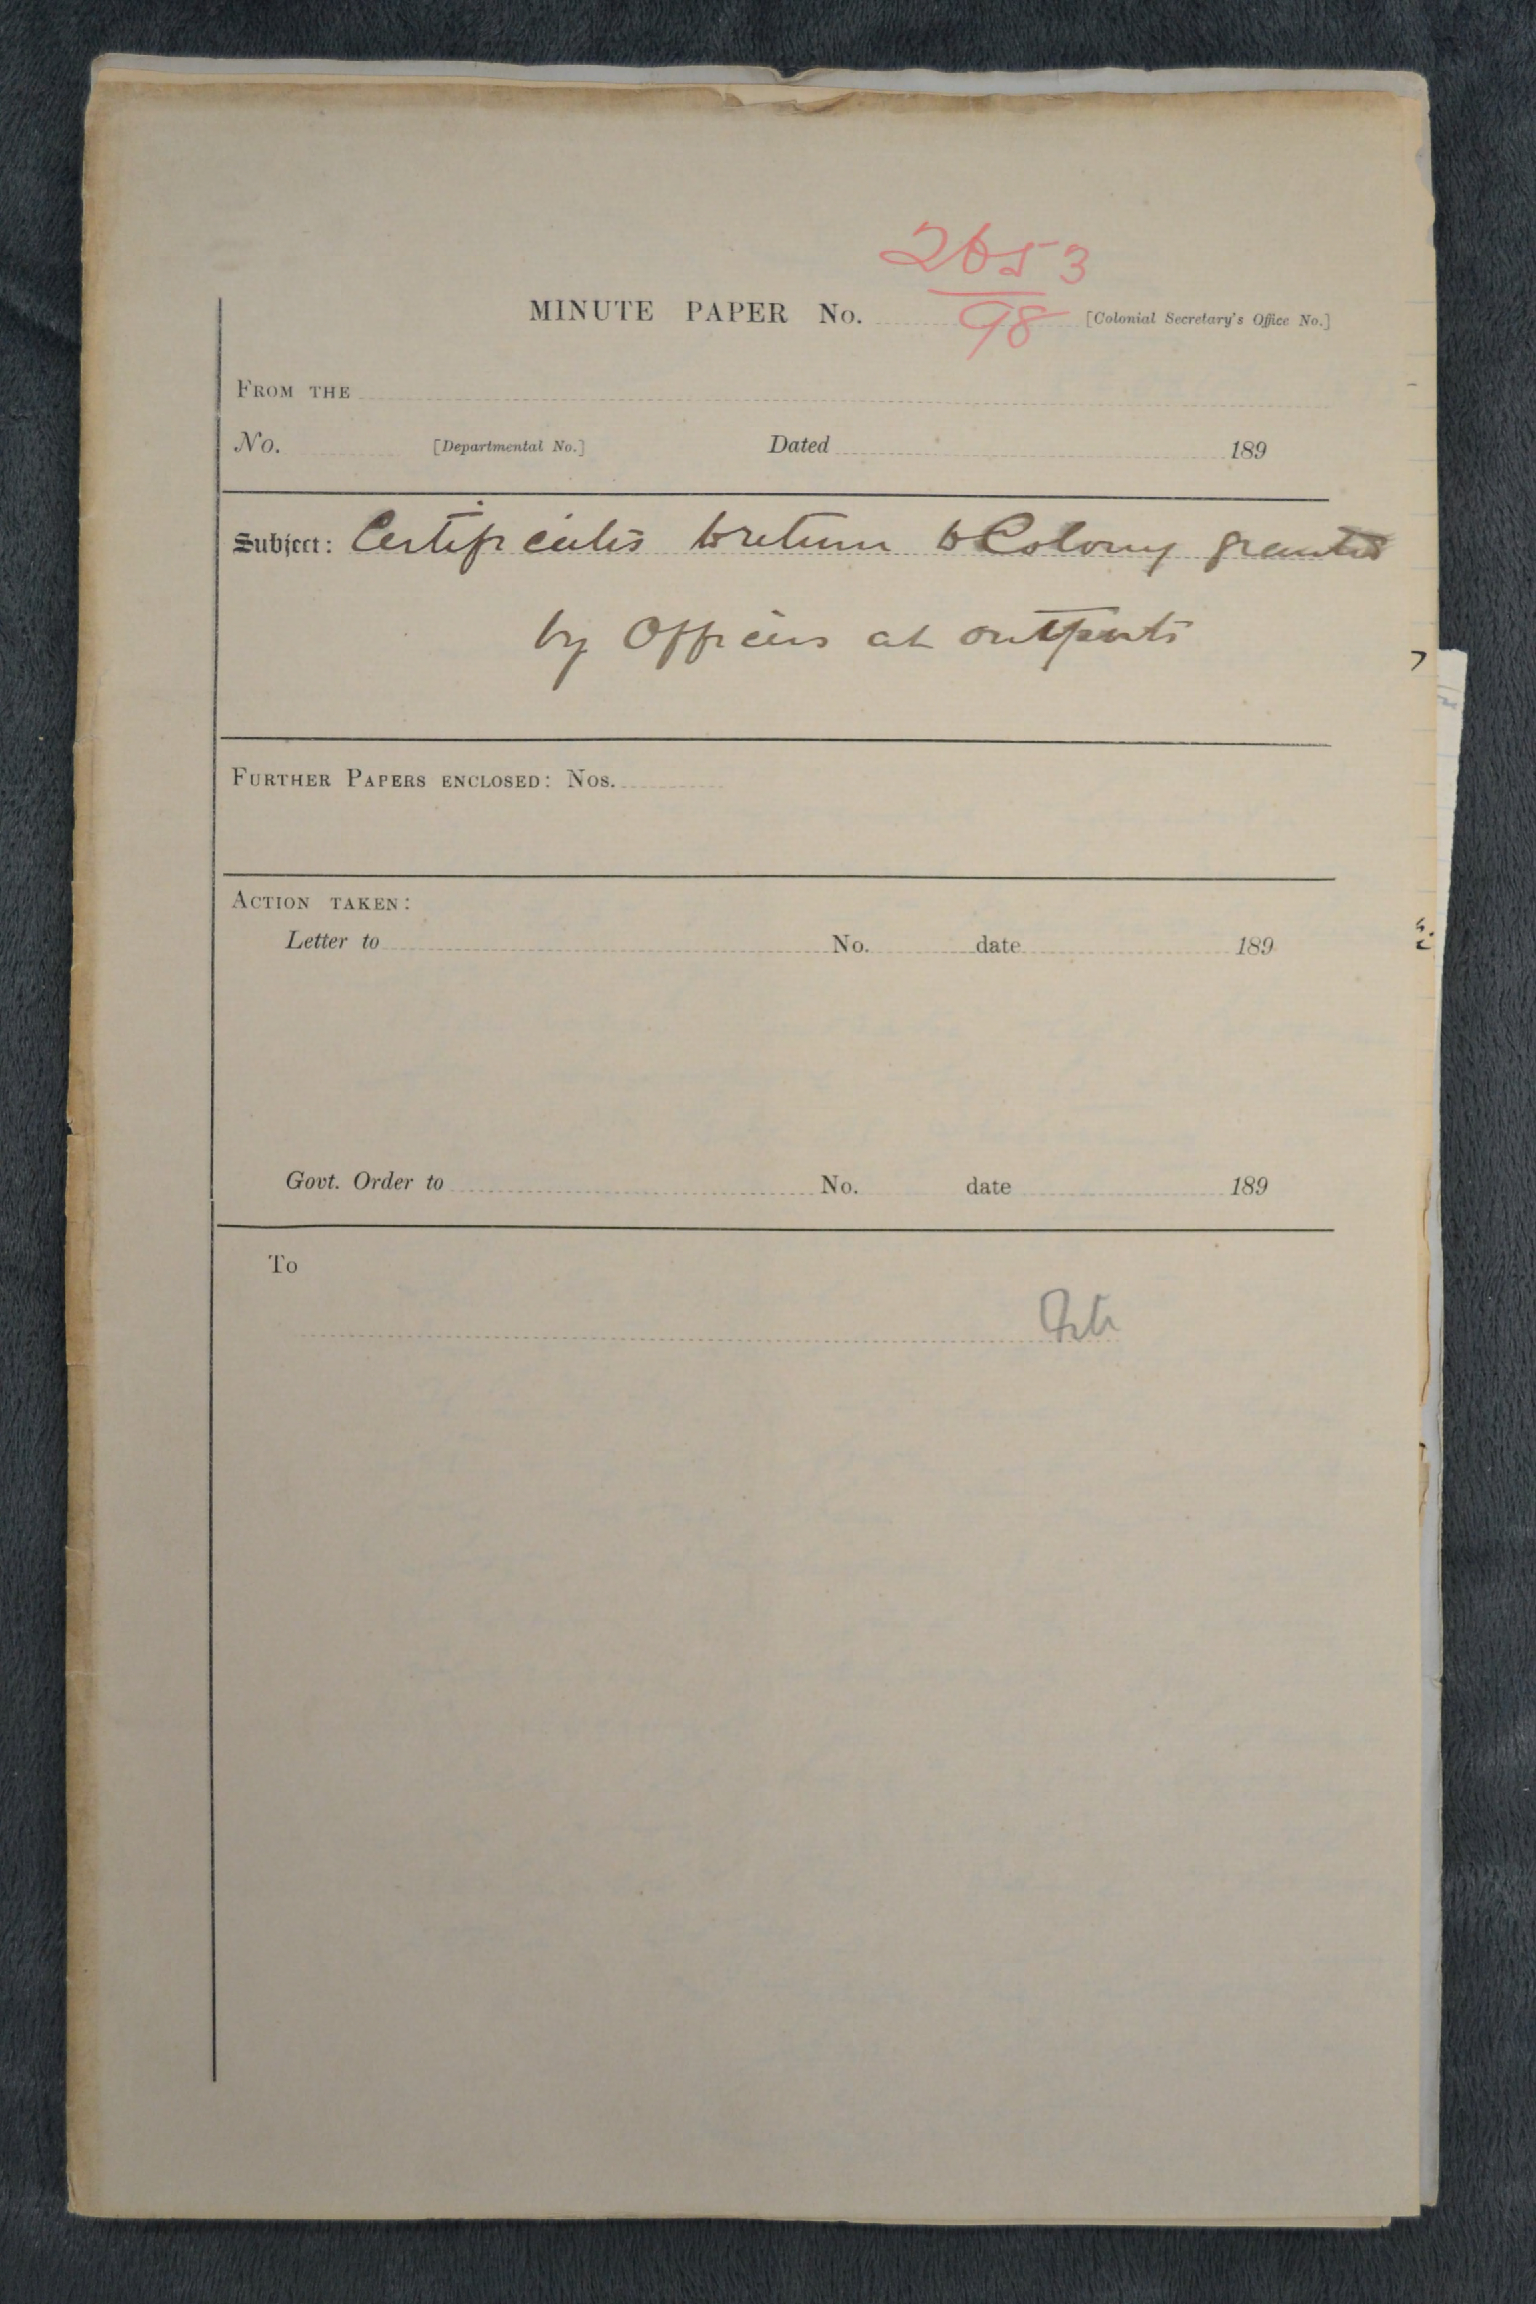 2653
MINUTE PAPER No. 98 [Colonial Secretary's Office No.]
FROM THE
No. [Departmental No.] Dated 189
Subject: Certificates to return to Colony granted
by Officers at outports
FURTHER PAPERS ENCLOSED: Nos.
ACTION TAKEN:
Letter to No. date 189
Govt. Order to No. date 189
To